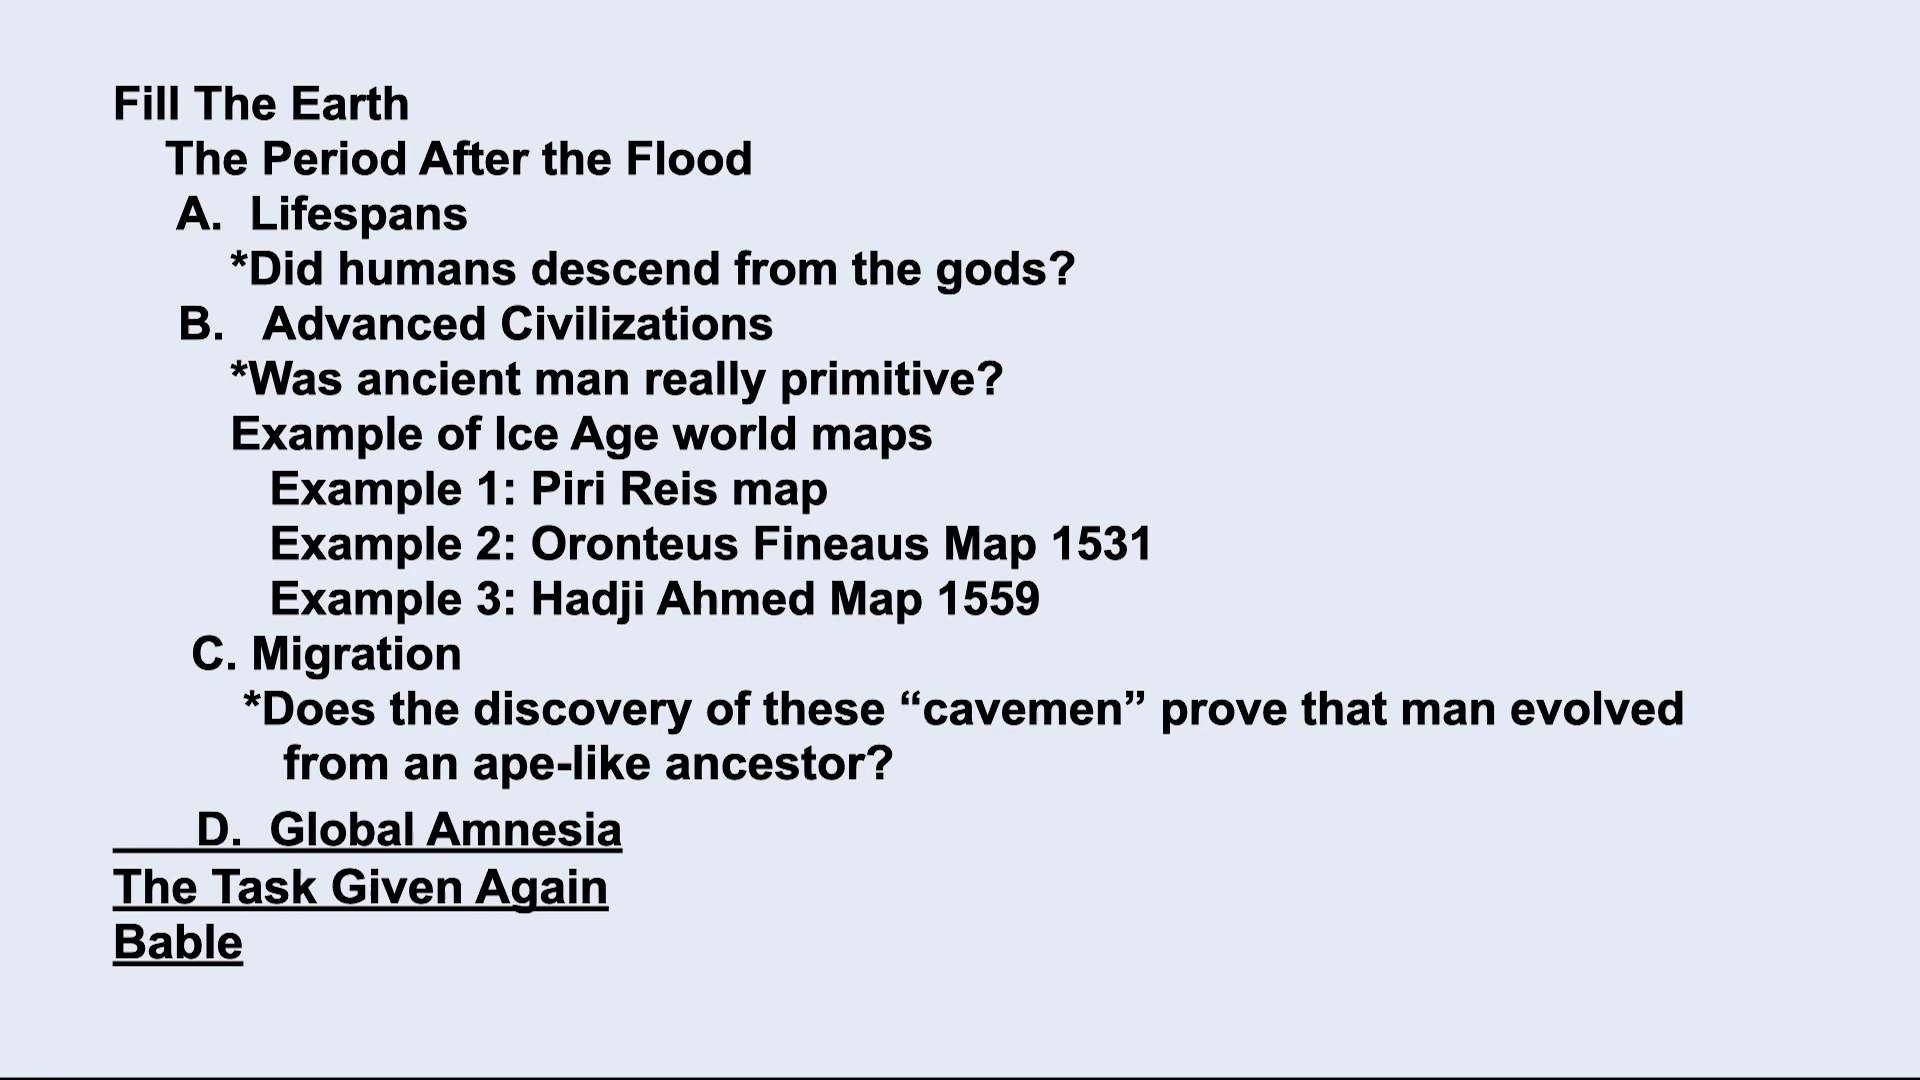 Fill The Earth
The Period After the Flood
A. Lifespans
*Did humans descend from the gods?
B. Advanced Civilizations
*Was ancient man really primitive?
Example of Ice Age world maps
Example 1: Piri Reis map
Example 2: Oronteus Fineaus Map 1531
Example 3: Hadji Ahmed Map 1559
C. Migration
*Does the discovery of these “cavemen” prove that man evolved
from an ape-like ancestor?
D. Global Amnesia
The Task Given Again
Bable